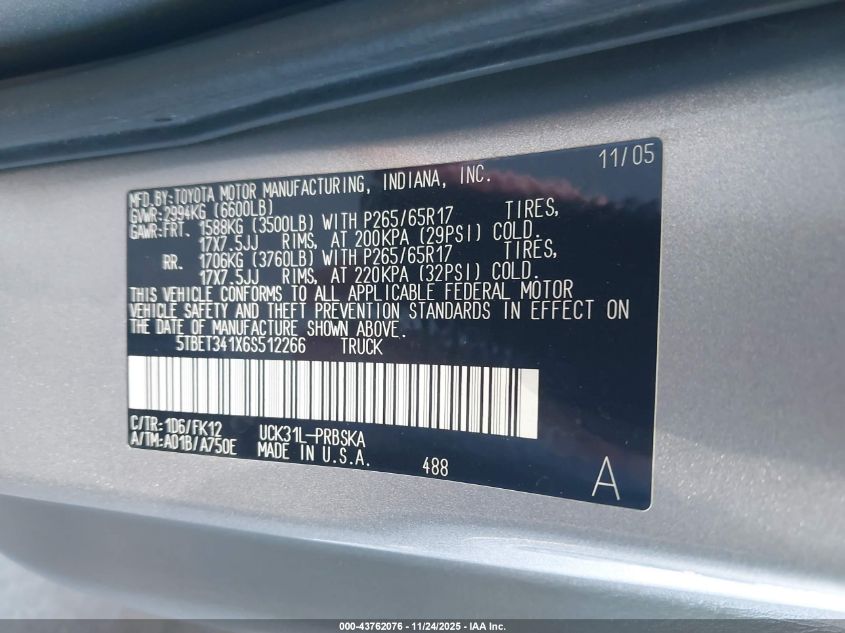 11/05
MFD.BY:TOYOTA MOTOR MANUFACTURING, INDIANA, INC.
GVWR:2994KG (6600LB)
GAWR:FRT. 1588KG (3500LB) WITH P265/65R17 TIRES,
17X7.5JJ RIMS, AT 200KPA (29PSI) COLD.
RR. 1706KG (3760LB) WITH P265/65R17 TIRES,
17X7.5JJ RIMS, AT 220KPA (32PSI) COLD.
THIS VEHICLE CONFORMS TO ALL APPLICABLE FEDERAL MOTOR
VEHICLE SAFETY AND THEFT PREVENTION STANDARDS IN EFFECT ON
THE DATE OF MANUFACTURE SHOWN ABOVE.
5TBET341X6S512266 TRUCK
C/TR:1D6/FK12 UCK31L-PRBSKA
A/TM:A01B/A750E MADE IN U.S.A.
488
A
000-43762076 - 11/24/2025 - IAA Inc.